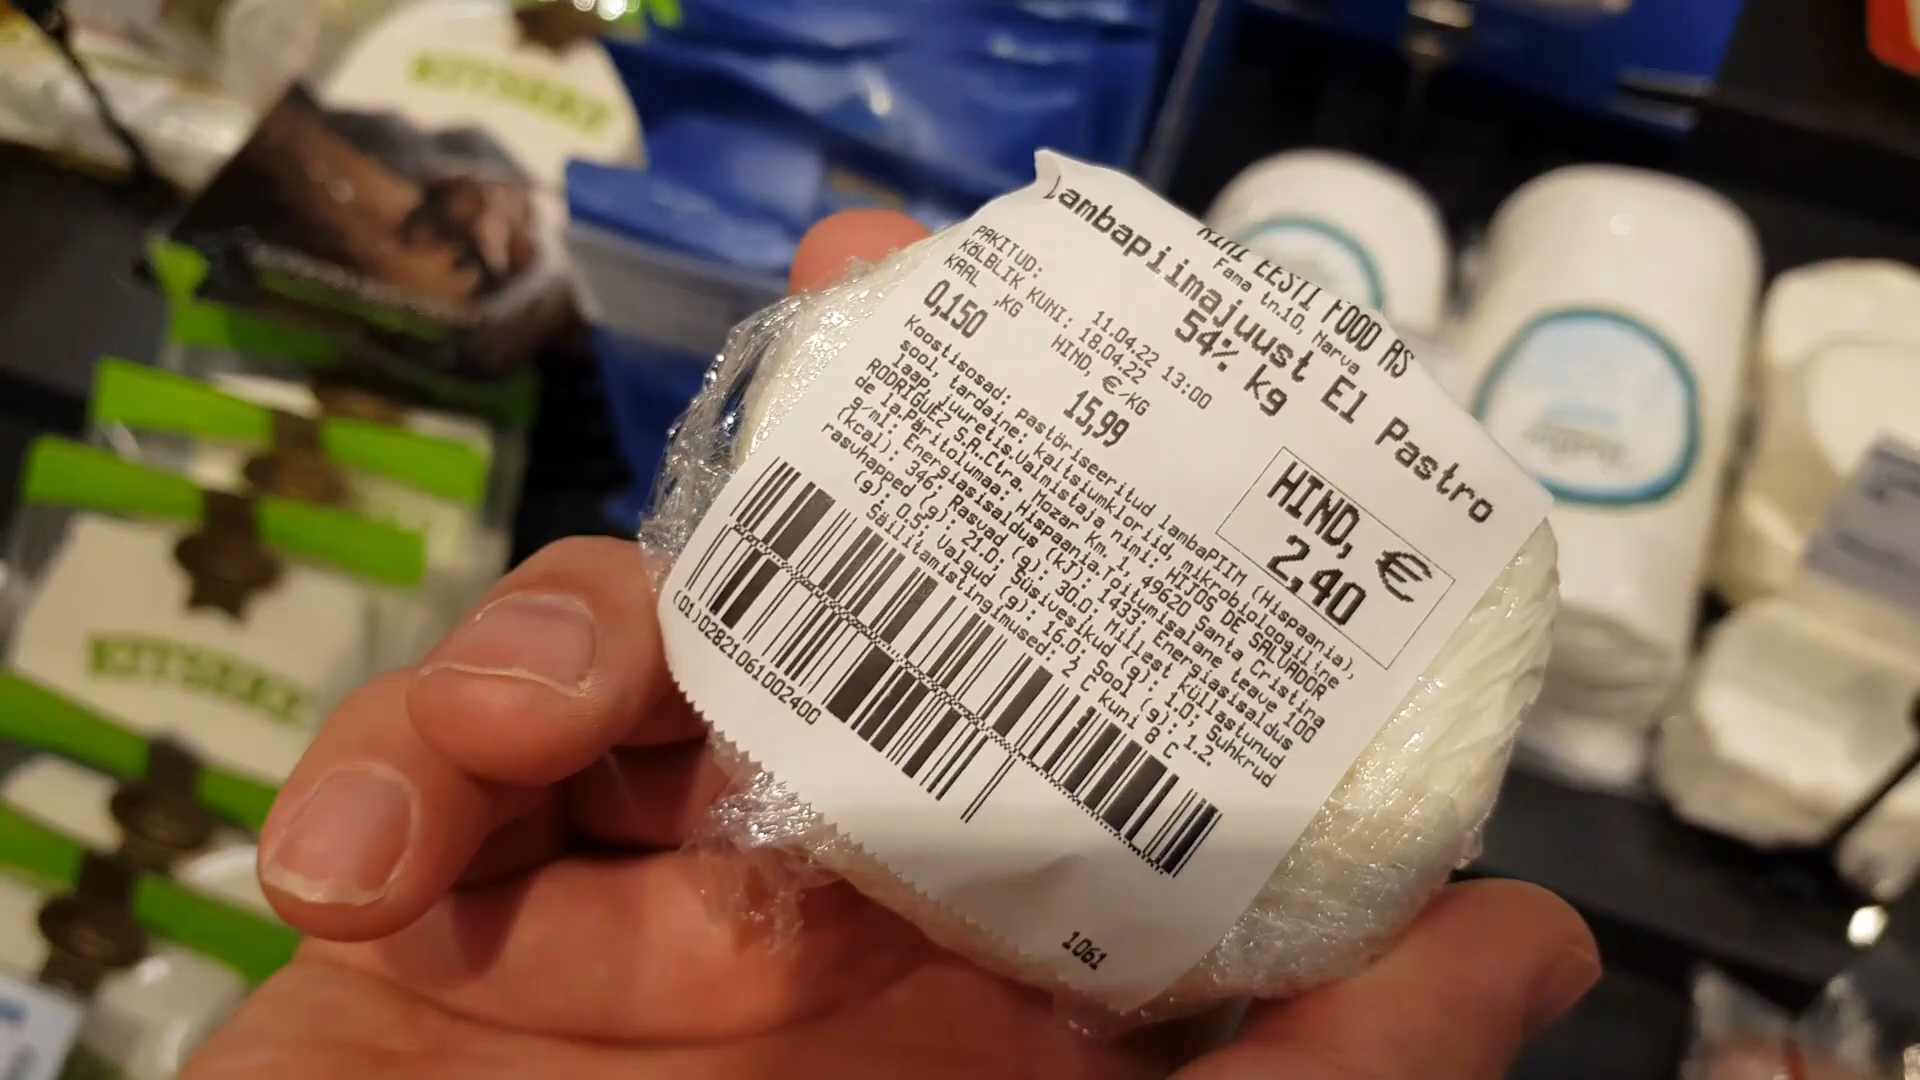 EESTI FOOD AS
Fama tn.10, Narva
Lambapiimajuust El Pastro
54% kg
PAKITUD: 11.04.22 13:00
KÕLBLIK KUNI: 18.04.22
KAAL ,KG HIND, €/KG
0,150 15,99
HIND, €
2,40
Koostisosad: pastöriseeritud lambaPIIM (Hispaania),
sool, tardaine: kaltsiumkloriid, mikrobioloogiline
laap, juuretis.Valmistaja nimi: HIJOS DE SALVADOR
RODRIGUEZ S.A.Ctra. Mozar Km. 1, 49620 Santa Cristina
de la.Päritolumaa: Hispaania.Toitumisalane teave 100
g/ml: Energiasisaldus (kJ): 1433; Energiasisaldus
(kcal): 346; Rasvad (g): 30.0; Millest küllastunud
rasvhapped (g): 21.0; Süsivesikud (g): 1.0; Suhkrud
(g): 0.5; Valgud (g): 16.0; Sool (g): 1.2.
Säilitamistingimused: 2 C kuni 8 C
(01)02821061002400
1061